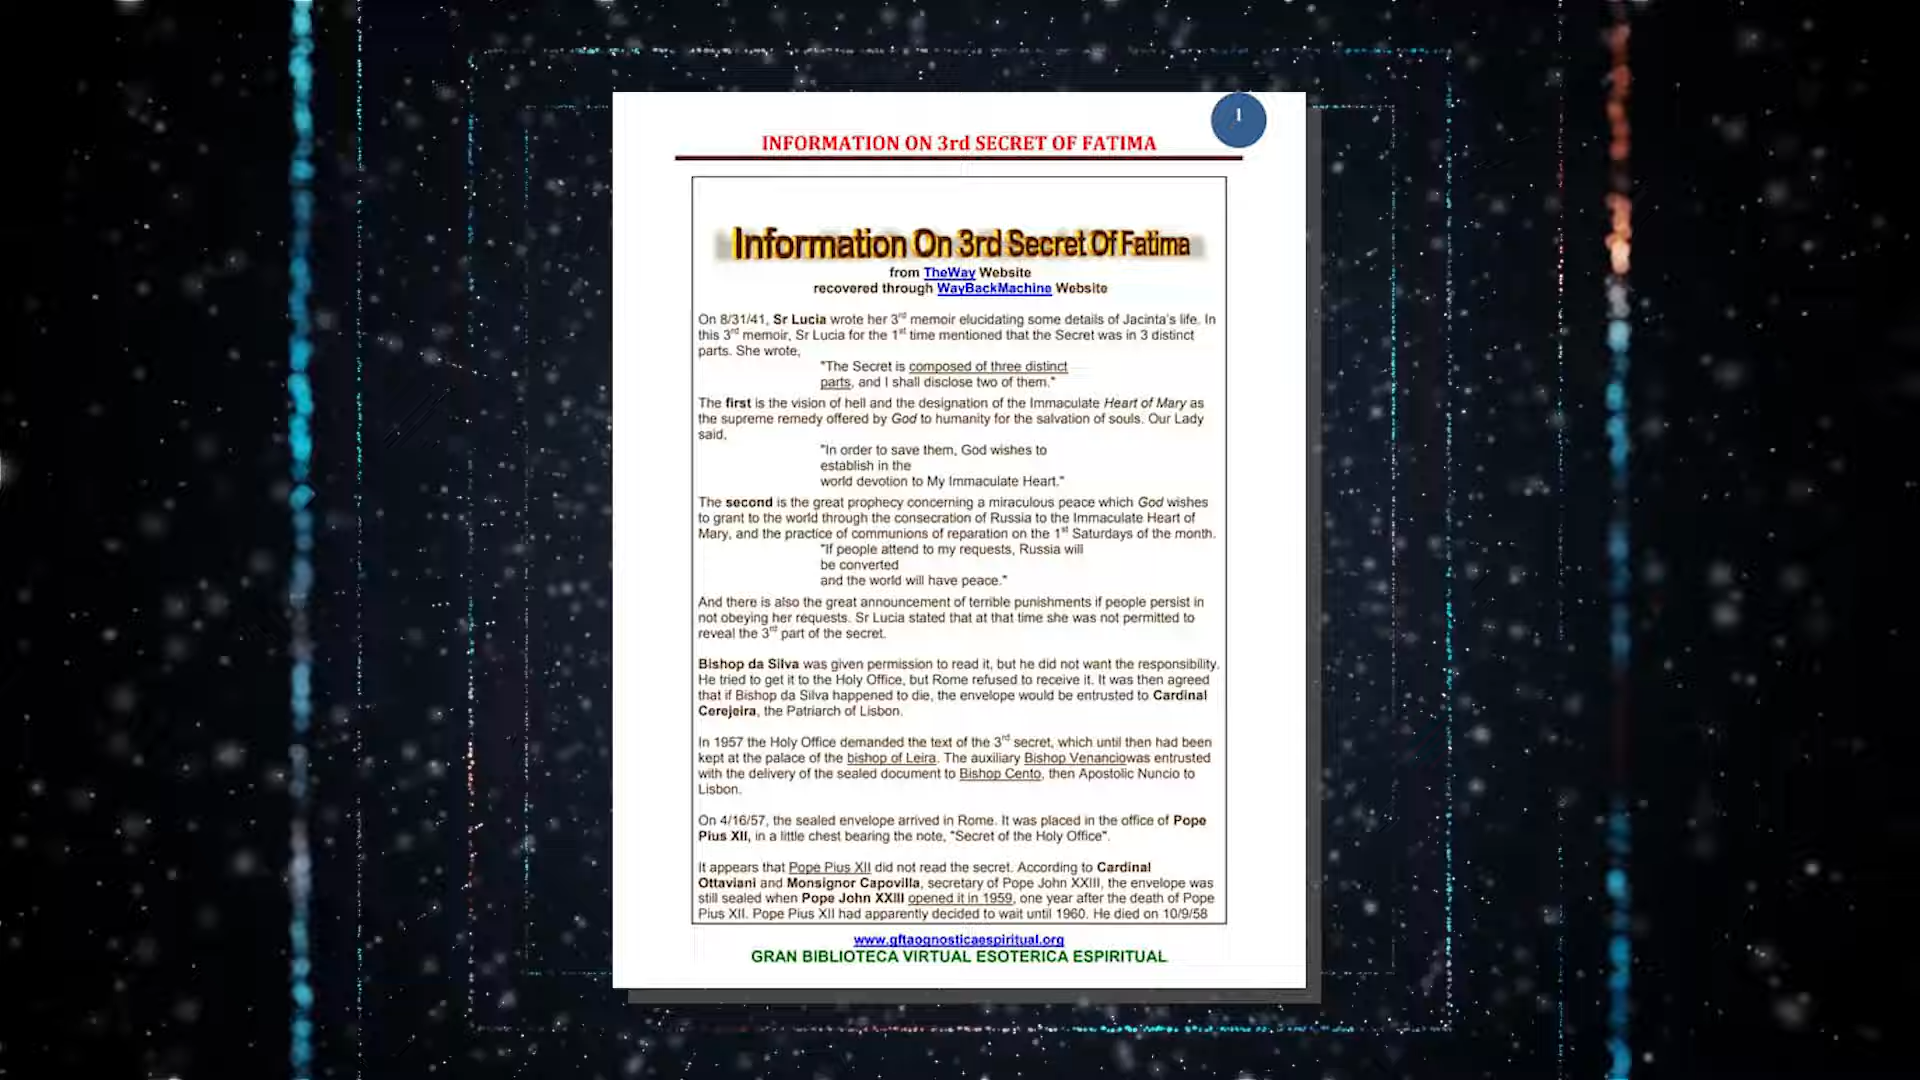 1
INFORMATION ON 3rd SECRET OF FATIMA
Information On 3rd Secret Of Fatima
from TheWay Website
recovered through WayBackMachine Website
On 8/31/41, Sr Lucia wrote her 3rd memoir elucidating some details of Jacinta's life. In
this 3rd memoir, Sr Lucia for the 1st time mentioned that the Secret was in 3 distinct
parts. She wrote,
"The Secret is composed of three distinct
parts, and I shall disclose two of them."
The first is the vision of hell and the designation of the Immaculate Heart of Mary as
the supreme remedy offered by God to humanity for the salvation of souls. Our Lady
said,
"In order to save them, God wishes to
establish in the
world devotion to My Immaculate Heart."
The second is the great prophecy concerning a miraculous peace which God wishes
to grant to the world through the consecration of Russia to the Immaculate Heart of
Mary, and the practice of communions of reparation on the 1st Saturdays of the month.
"If people attend to my requests, Russia will
be converted
and the world will have peace."
And there is also the great announcement of terrible punishments if people persist in
not obeying her requests. Sr Lucia stated that at that time she was not permitted to
reveal the 3rd part of the secret.
Bishop da Silva was given permission to read it, but he did not want the responsibility.
He tried to get it to the Holy Office, but Rome refused to receive it. It was then agreed
that if Bishop da Silva happened to die, the envelope would be entrusted to Cardinal
Cerejeira, the Patriarch of Lisbon.
In 1957 the Holy Office demanded the text of the 3rd secret, which until then had been
kept at the palace of the bishop of Leira. The auxiliary Bishop Venanciowas entrusted
with the delivery of the sealed document to Bishop Cento, then Apostolic Nuncio to
Lisbon.
On 4/16/57, the sealed envelope arrived in Rome. It was placed in the office of Pope
Pius XII, in a little chest bearing the note, "Secret of the Holy Office".
It appears that Pope Pius XII did not read the secret. According to Cardinal
Ottaviani and Monsignor Capovilla, secretary of Pope John XXIII, the envelope was
still sealed when Pope John XXIII opened it in 1959, one year after the death of Pope
Pius XII. Pope Pius XII had apparently decided to wait until 1960. He died on 10/9/58
www.gftaognosticaespiritual.org
GRAN BIBLIOTECA VIRTUAL ESOTERICA ESPIRITUAL